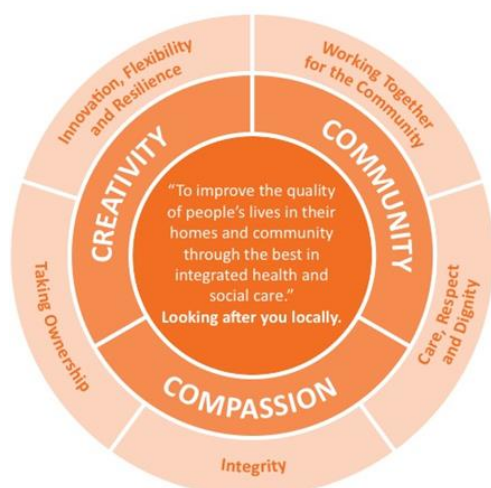 Innovation, Flexibility
and Resilience
Working Together
for the Community
CREATIVITY
COMMUNITY
“To improve the quality
of people’s lives in their
homes and community
through the best in
integrated health and
social care.”
Looking after you locally.
Taking Ownership
Care, Respect
and Dignity
COMPASSION
Integrity